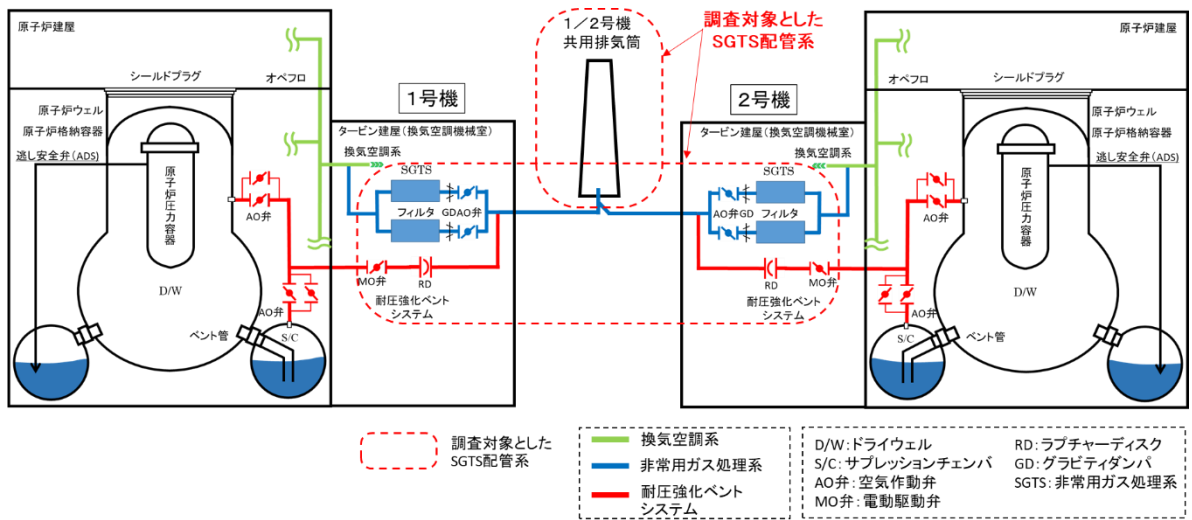 原子炉建屋
シールドプラグ
オペフロ
原子炉ウェル
原子炉格納容器
逃し安全弁(ADS)
原子炉圧力容器
AO弁
D/W
AO弁
ベント管
S/C
1号機
タービン建屋(換気空調機械室)
換気空調系
SGTS
フィルタ
GD
AO弁
MO弁
RD
耐圧強化ベント
システム
1/2号機
共用排気筒
調査対象とした
SGTS配管系
2号機
タービン建屋(換気空調機械室)
換気空調系
SGTS
AO弁
GD
フィルタ
RD
MO弁
耐圧強化ベント
システム
原子炉建屋
シールドプラグ
オペフロ
原子炉ウェル
原子炉格納容器
逃し安全弁(ADS)
原子炉圧力容器
AO弁
D/W
AO弁
S/C
ベント管
調査対象とした
SGTS配管系
換気空調系
非常用ガス処理系
耐圧強化ベント
システム
D/W:ドライウェル
S/C:サプレッションチェンバ
AO弁:空気作動弁
MO弁:電動駆動弁
RD:ラプチャーディスク
GD:グラビティダンパ
SGTS:非常用ガス処理系